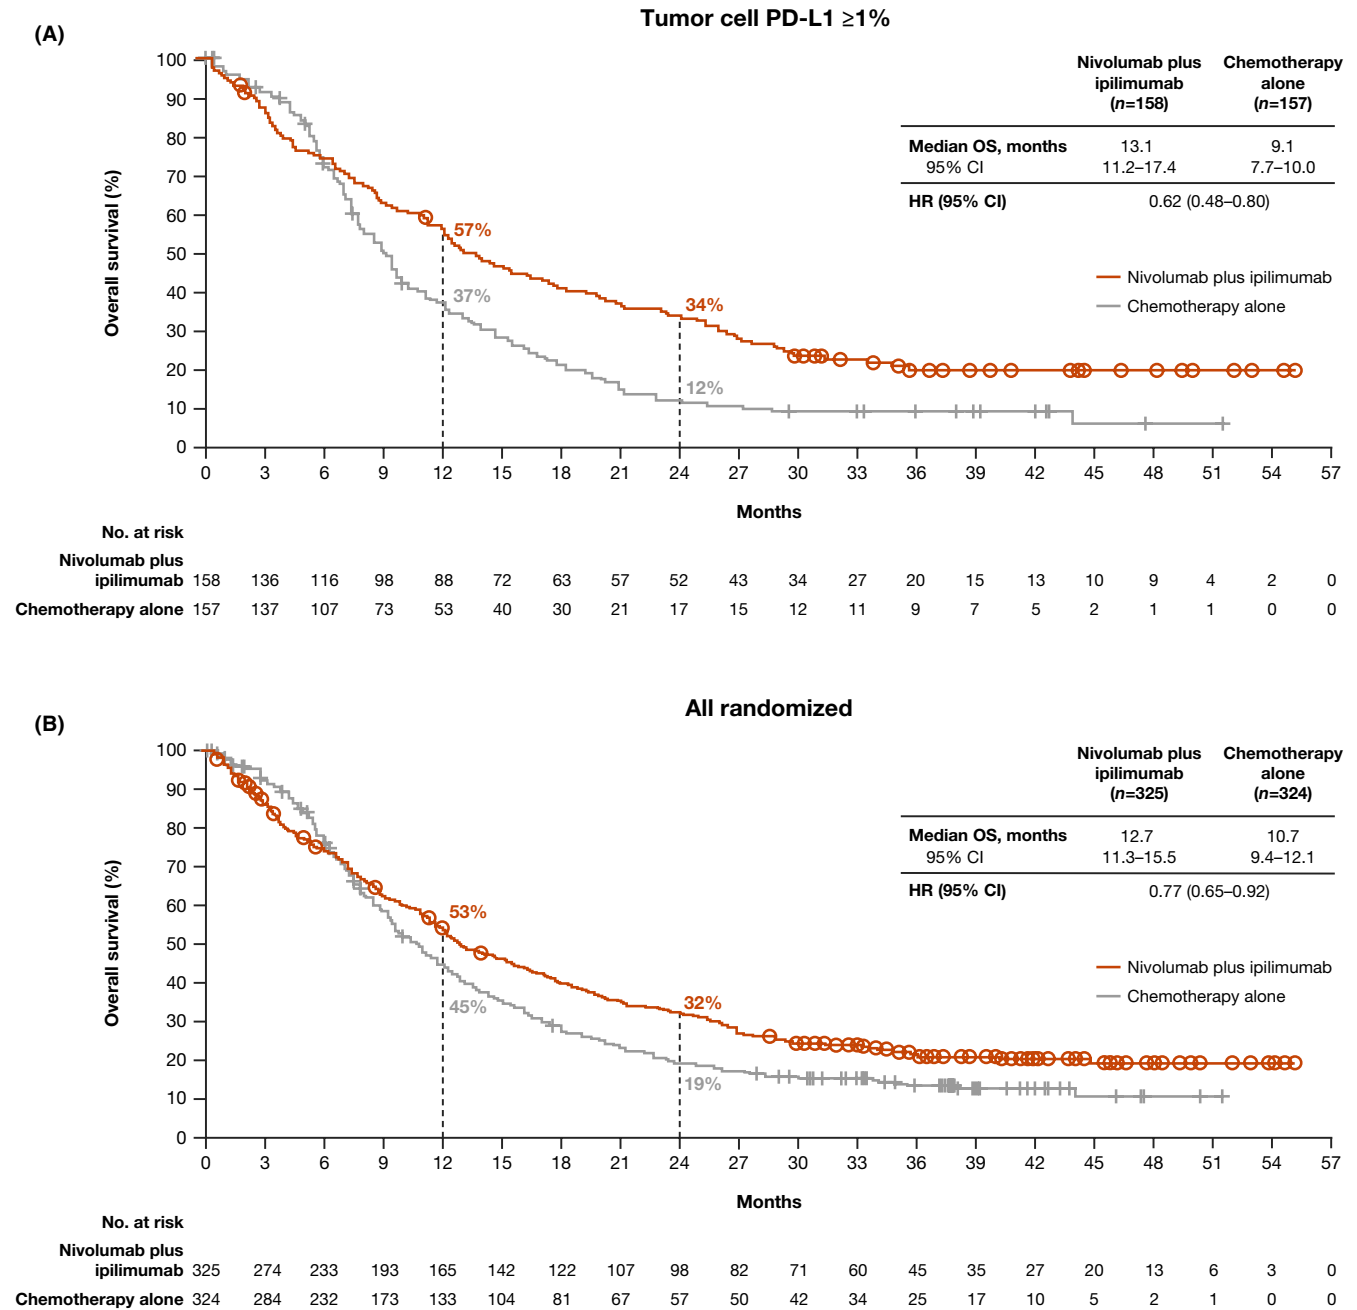 Tumor cell PD-L1 ≥1%
(A)
Nivolumab plus ipilimumab (n=158)
Chemotherapy alone (n=157)
Median OS, months 13.1 9.1
95% CI 11.2–17.4 7.7–10.0
HR (95% CI) 0.62 (0.48–0.80)
Overall survival (%)
100
90
80
70
60
50
40
30
20
10
0
57%
37%
34%
12%
Nivolumab plus ipilimumab
Chemotherapy alone
0 3 6 9 12 15 18 21 24 27 30 33 36 39 42 45 48 51 54 57
Months
No. at risk
Nivolumab plus
ipilimumab 158 136 116 98 88 72 63 57 52 43 34 27 20 15 13 10 9 4 2 0
Chemotherapy alone 157 137 107 73 53 40 30 21 17 15 12 11 9 7 5 2 1 1 0 0
All randomized
(B)
Nivolumab plus ipilimumab (n=325)
Chemotherapy alone (n=324)
Median OS, months 12.7 10.7
95% CI 11.3–15.5 9.4–12.1
HR (95% CI) 0.77 (0.65–0.92)
Overall survival (%)
100
90
80
70
60
50
40
30
20
10
0
53%
45%
32%
19%
Nivolumab plus ipilimumab
Chemotherapy alone
0 3 6 9 12 15 18 21 24 27 30 33 36 39 42 45 48 51 54 57
Months
No. at risk
Nivolumab plus
ipilimumab 325 274 233 193 165 142 122 107 98 82 71 60 45 35 27 20 13 6 3 0
Chemotherapy alone 324 284 232 173 133 104 81 67 57 50 42 34 25 17 10 5 2 1 0 0